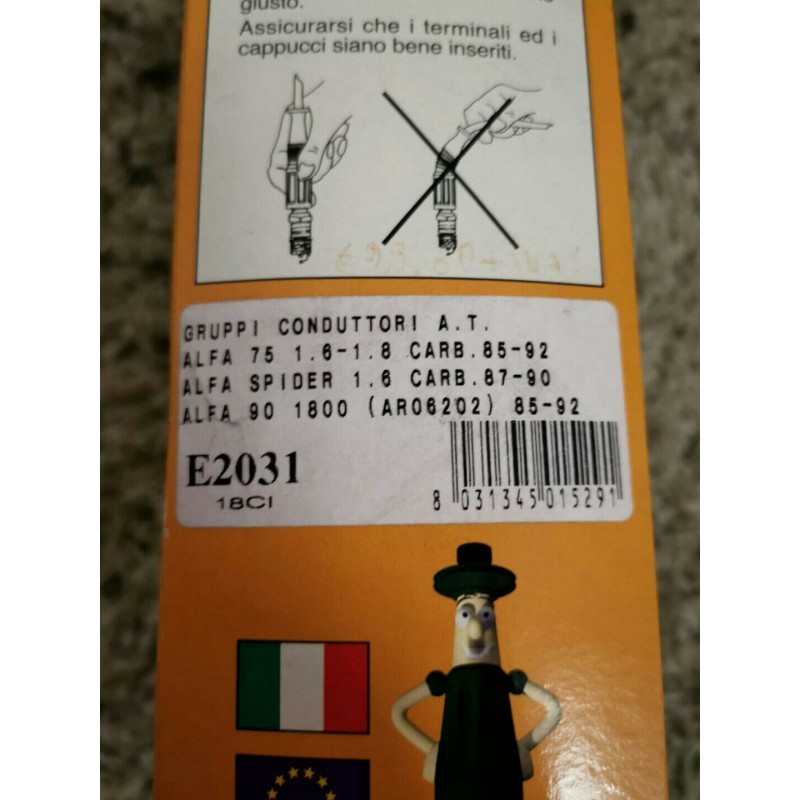 giusto.
Assicurarsi che i terminali ed i
cappucci siano bene inseriti.
GRUPPI CONDUTTORI A.T.
ALFA 75 1.6-1.8 CARB.85-92
ALFA SPIDER 1.6 CARB.87-90
ALFA 90 1800 (AR06202) 85-92
E2031
18CI
8 031345 015291